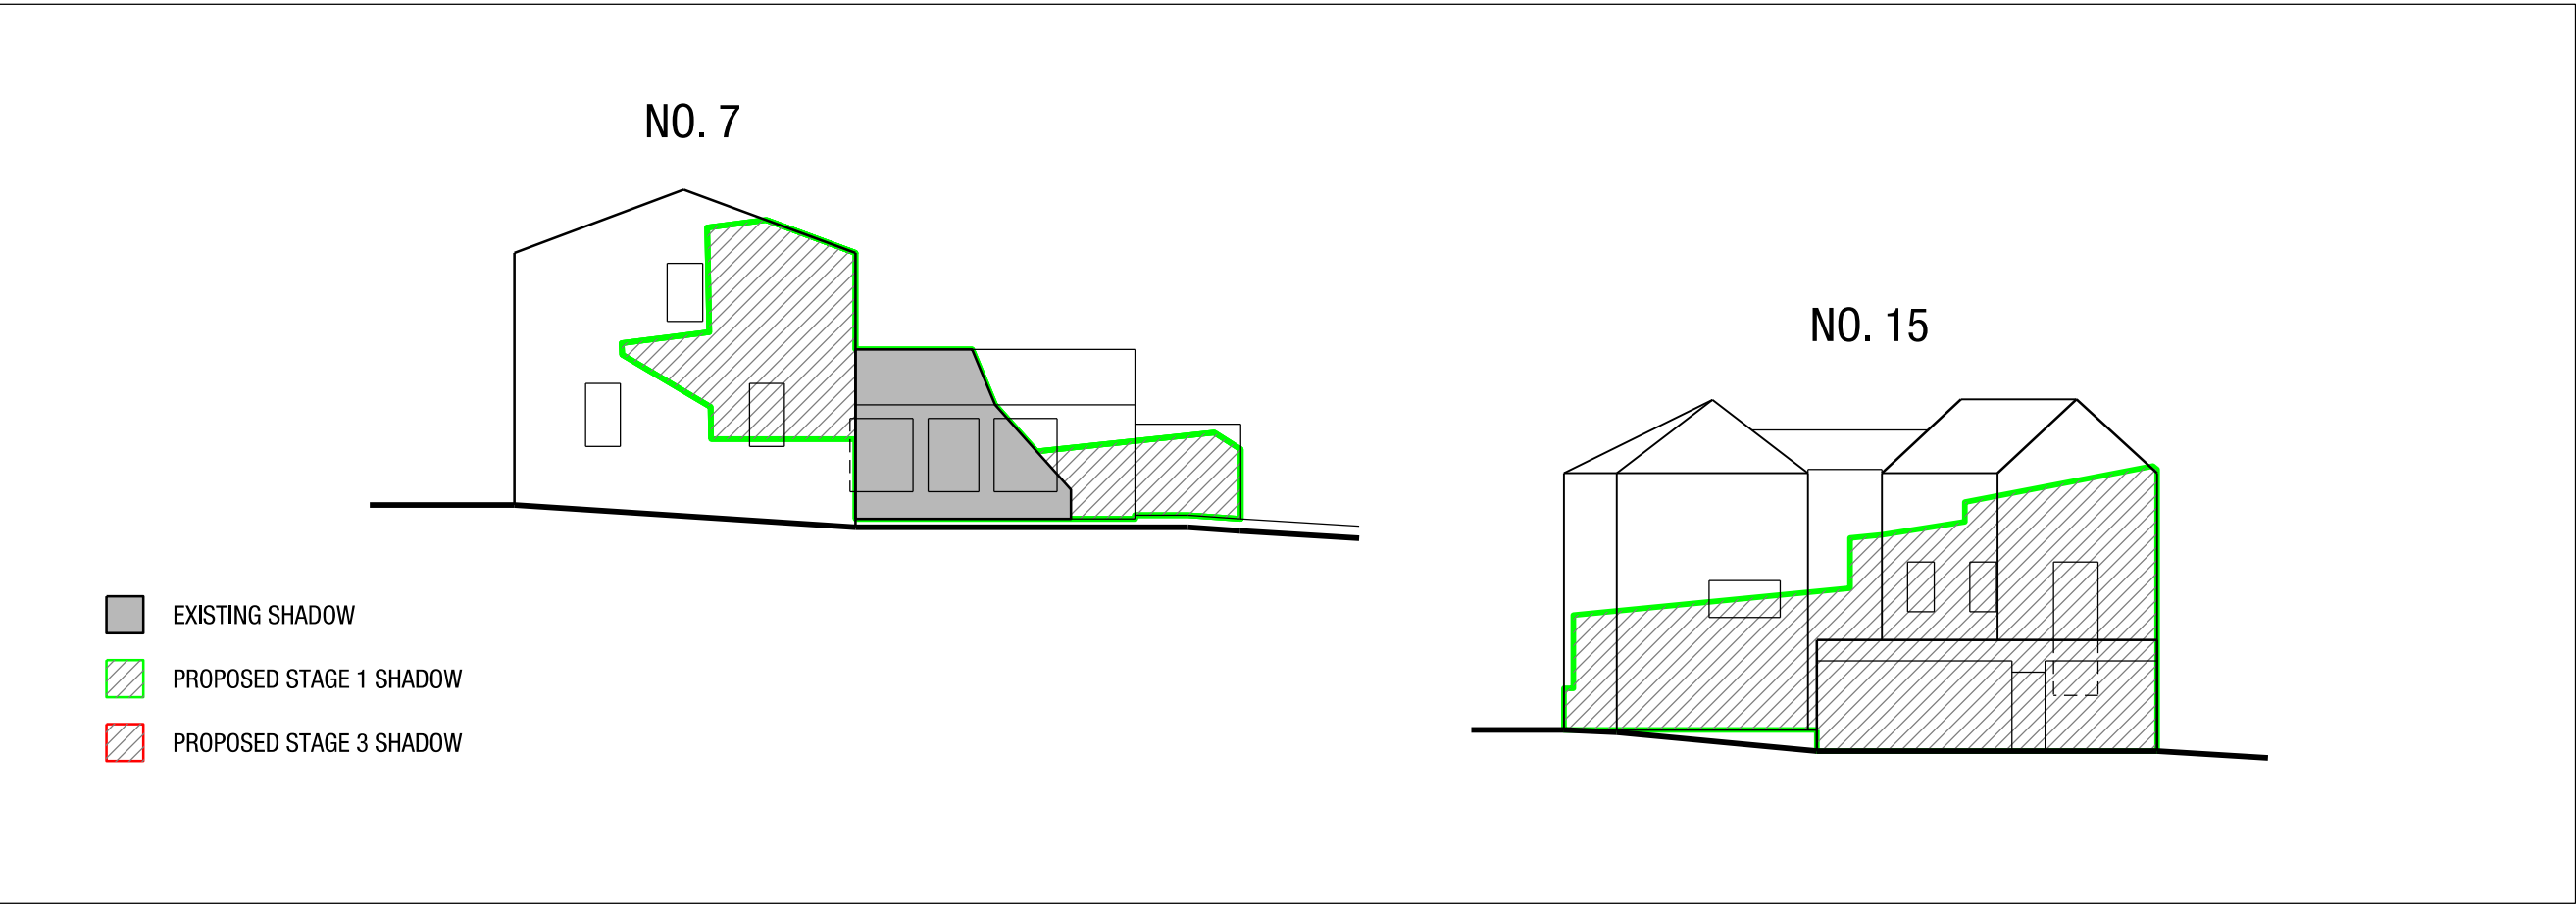 NO. 7
NO. 15
EXISTING SHADOW
PROPOSED STAGE 1 SHADOW
PROPOSED STAGE 3 SHADOW